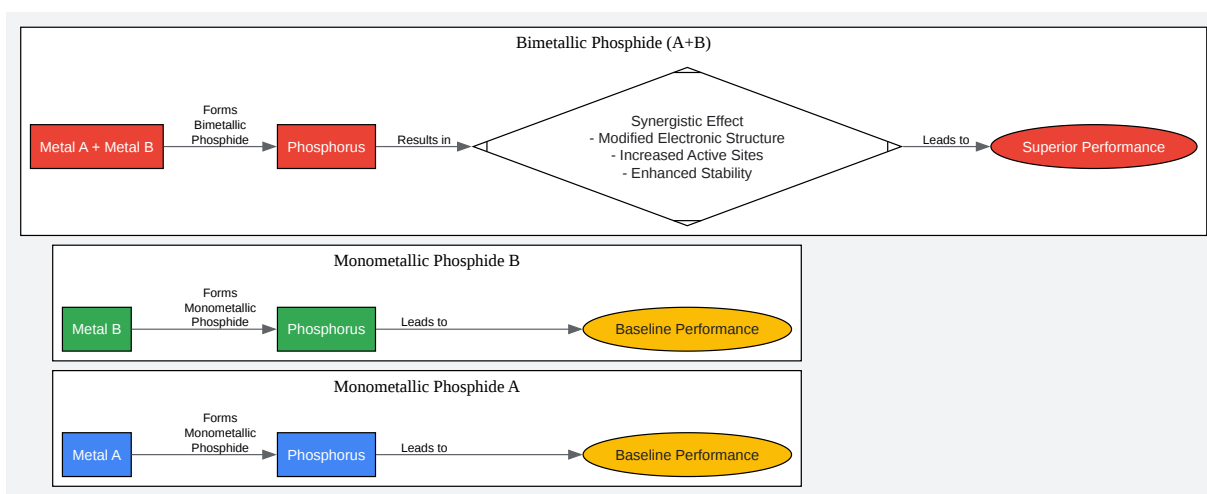 Bimetallic Phosphide (A+B)
Metal A + Metal B
Forms
Bimetallic
Phosphide
Phosphorus
Results in
Synergistic Effect
- Modified Electronic Structure
- Increased Active Sites
- Enhanced Stability
Leads to
Superior Performance
Monometallic Phosphide B
Metal B
Forms
Monometallic
Phosphide
Phosphorus
Leads to
Baseline Performance
Monometallic Phosphide A
Metal A
Forms
Monometallic
Phosphide
Phosphorus
Leads to
Baseline Performance